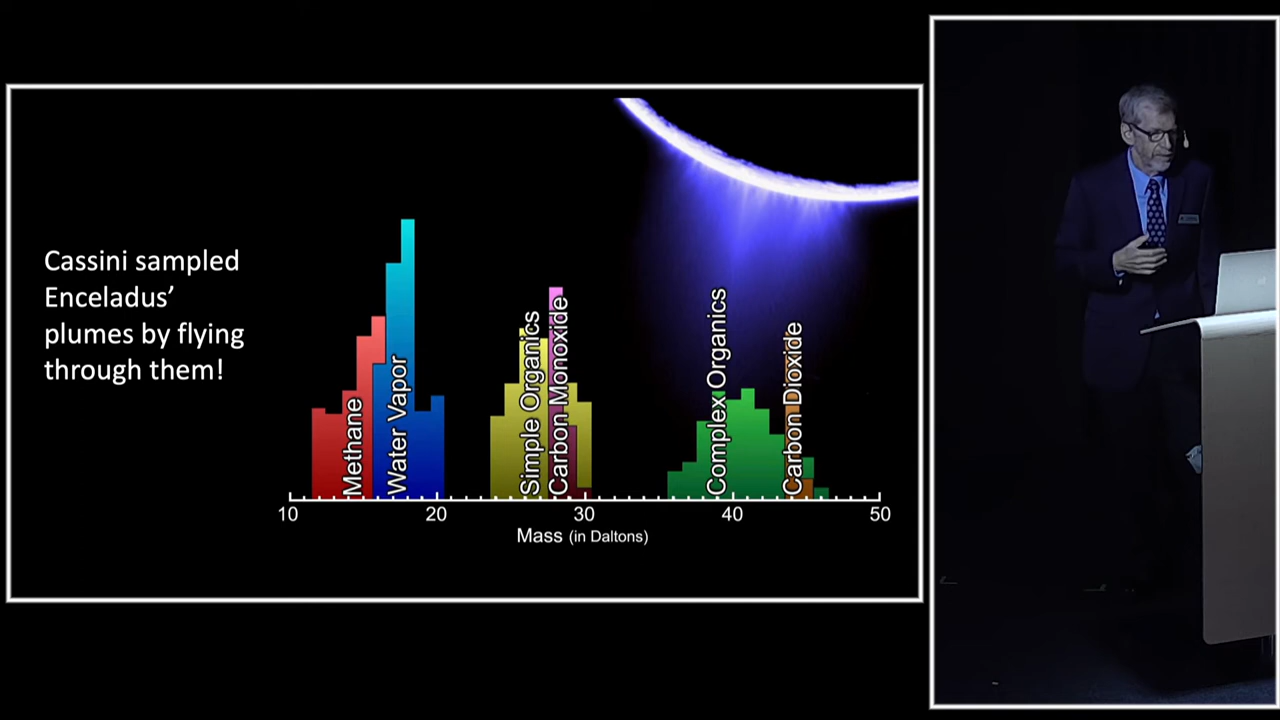 Cassini sampled
Enceladus’
plumes by flying
through them!
Methane
Water Vapor
Simple Organics
Carbon Monoxide
Complex Organics
Carbon Dioxide
10
20
30
40
50
Mass (in Daltons)